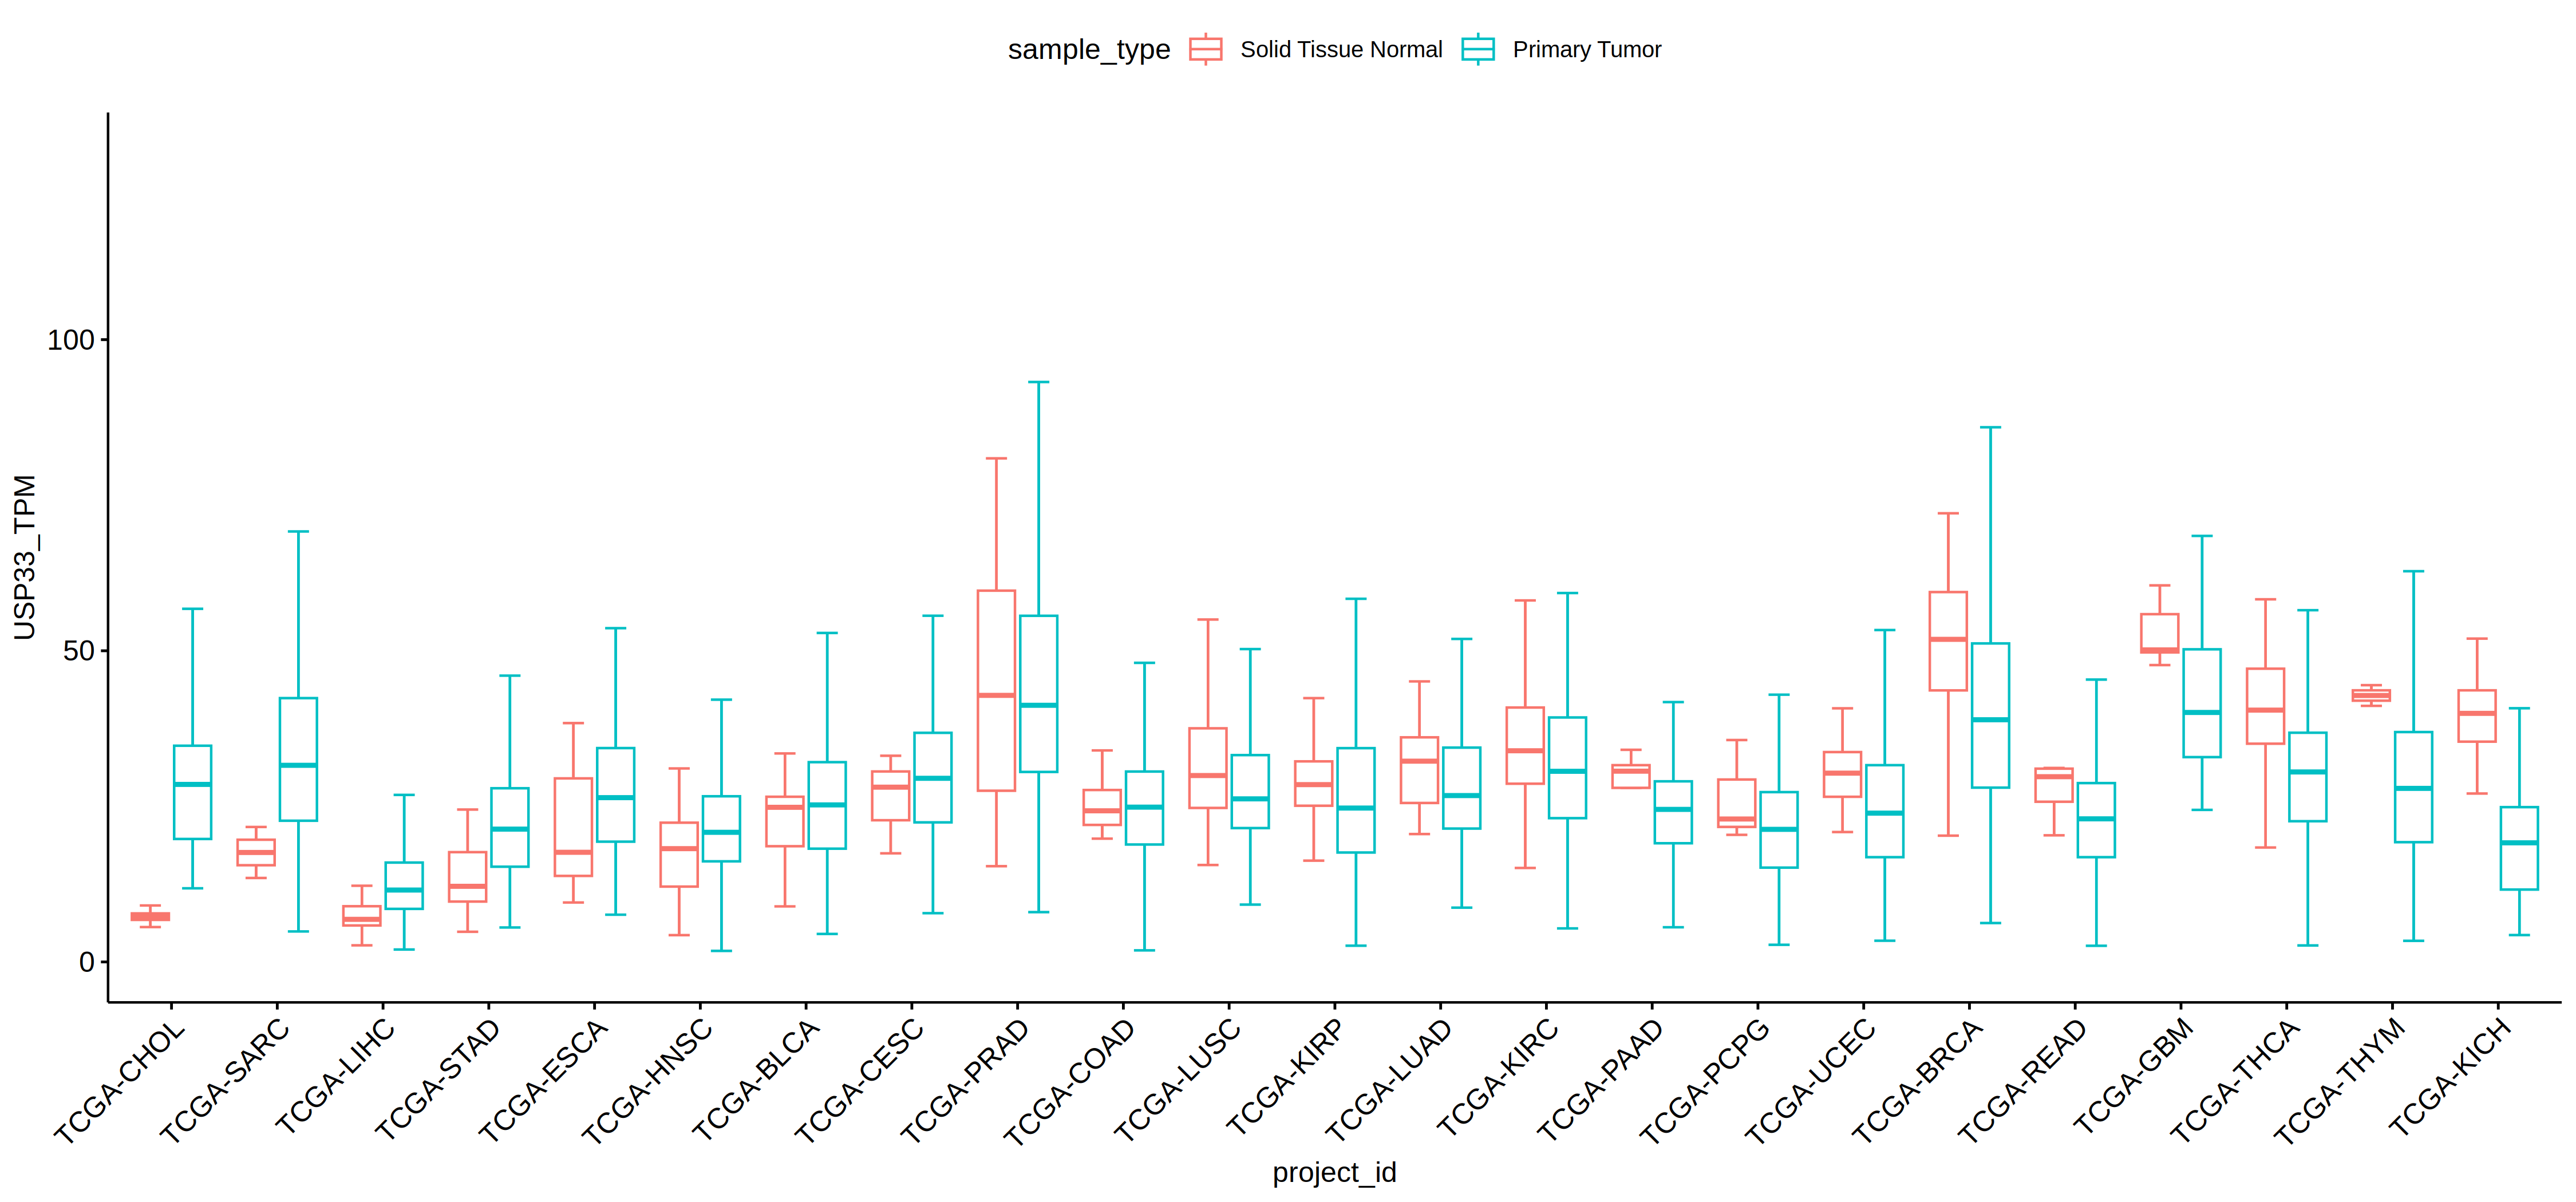 sample_type Solid Tissue Normal Primary Tumor
USP33_TPM
100
50
0
TCGA-CHOL
TCGA-SARC
TCGA-LIHC
TCGA-STAD
TCGA-ESCA
TCGA-HNSC
TCGA-BLCA
TCGA-CESC
TCGA-PRAD
TCGA-COAD
TCGA-LUSC
TCGA-KIRP
TCGA-LUAD
TCGA-KIRC
TCGA-PAAD
TCGA-PCPG
TCGA-UCEC
TCGA-BRCA
TCGA-READ
TCGA-GBM
TCGA-THCA
TCGA-THYM
TCGA-KICH
project_id